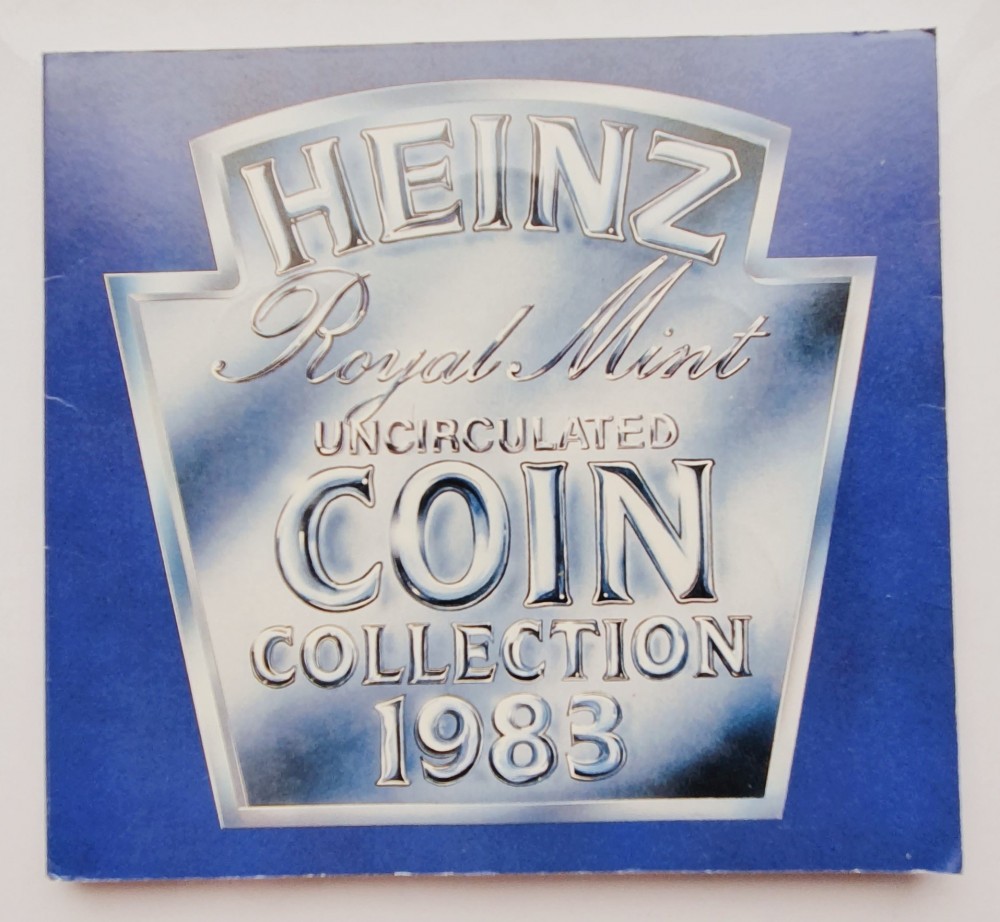 HEINZ
Royal Mint
UNCIRCULATED
COIN
COLLECTION
1983